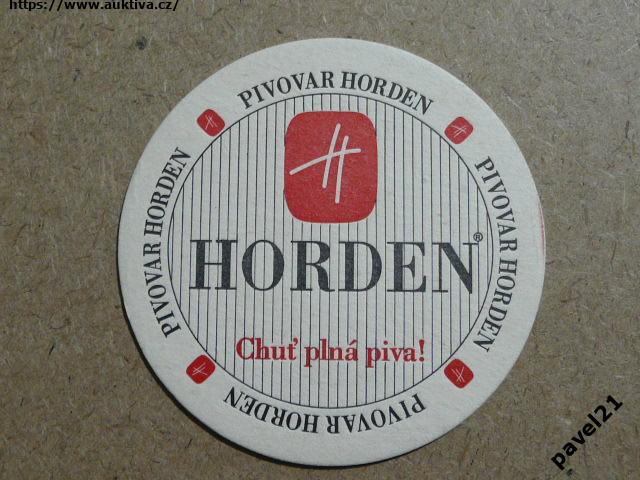 https://www.auktiva.cz/
PIVOVAR HORDEN
PIVOVAR HORDEN
PIVOVAR HORDEN
PIVOVAR HORDEN
H
HORDEN®
Chuť plná piva!
pavel21